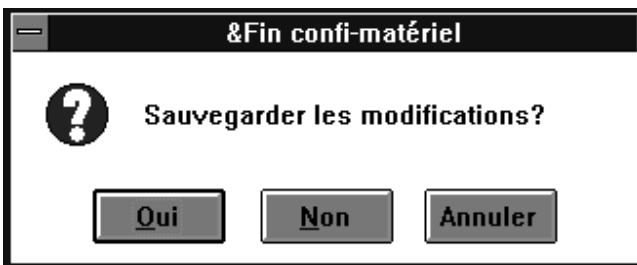 &Fin confi-matériel
Sauvegarder les modifications?
Oui Non Annuler